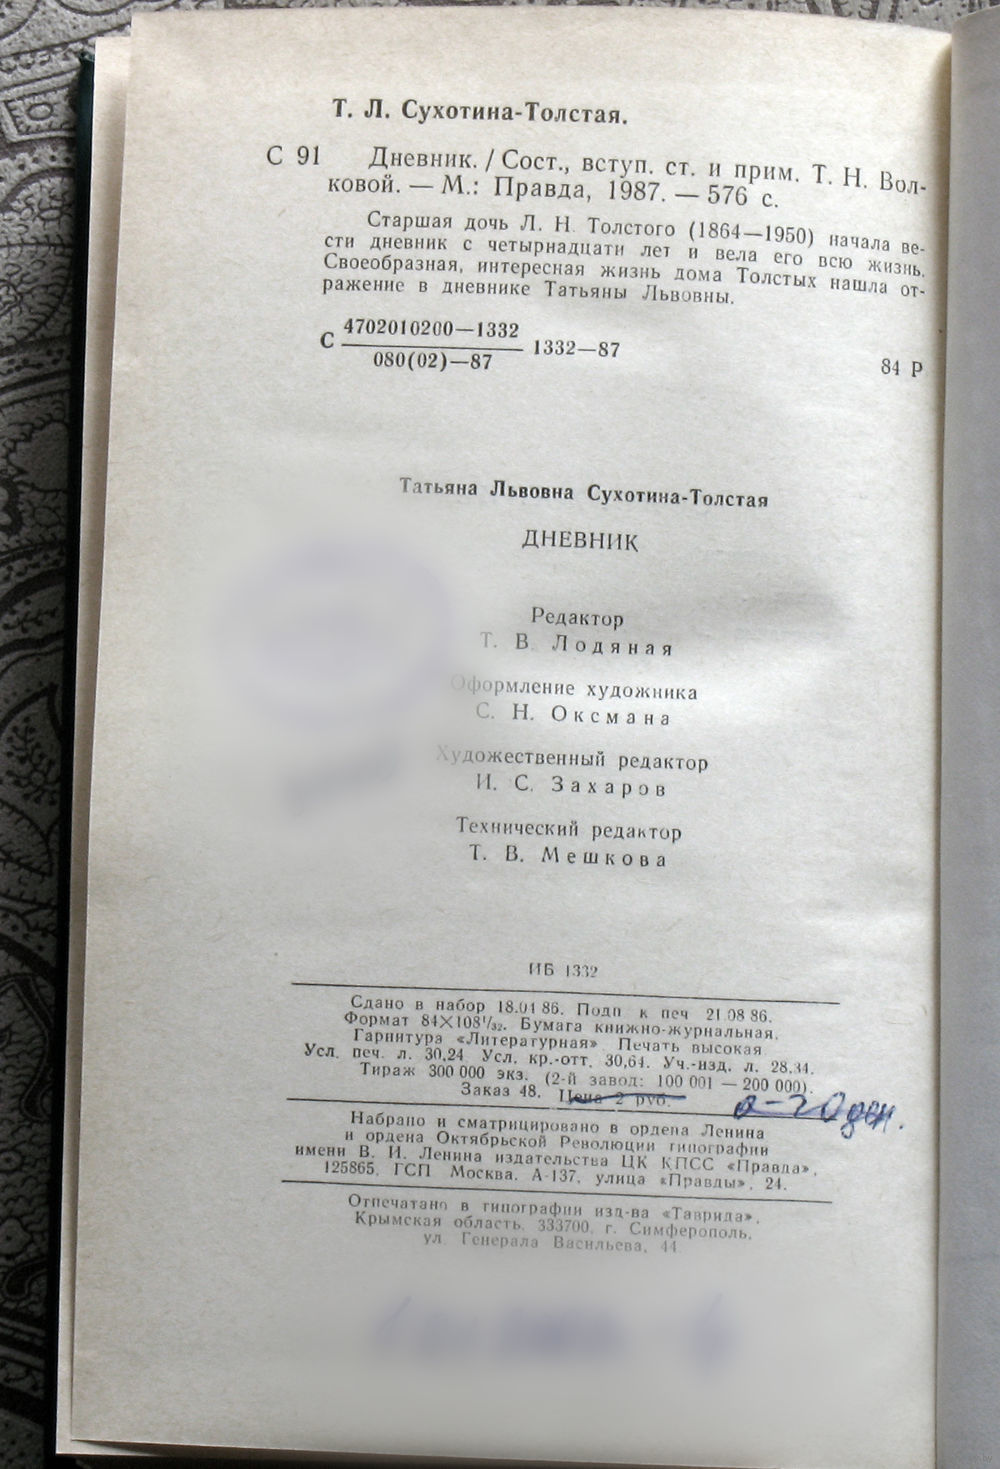 Т. Л. Сухотина-Толстая.
С 91 Дневник. / Сост., вступ. ст. и прим. Т. Н. Вол-
ковой. — М.: Правда, 1987. — 576 с.
Старшая дочь Л. Н. Толстого (1864—1950) начала ве-
сти дневник с четырнадцати лет и вела его всю жизнь.
Своеобразная, интересная жизнь дома Толстых нашла от-
ражение в дневнике Татьяны Львовны.
С 4702010200—1332
080(02)—87
1332—87
84 Р
Татьяна Львовна Сухотина-Толстая
ДНЕВНИК
Редактор
Т. В. Лодяная
Оформление художника
С. Н. Оксмана
Художественный редактор
И. С. Захаров
Технический редактор
Т. В. Мешкова
ИБ 1332
Сдано в набор 18.01 86. Подп к печ 21.08 86.
Формат 84×108¹/₃₂. Бумага книжно-журнальная.
Гарнитура «Литературная». Печать высокая
Усл. печ. л. 30,24 Усл. кр.-отт. 30,64. Уч.-изд. л. 28.34.
Тираж 300 000 экз. (2-й завод: 100 001 — 200 000).
Заказ 48. Цена 2 руб.
Набрано и сматрицировано в ордена Ленина
и ордена Октябрьской Революции типографии
имени В. И. Ленина издательства ЦК КПСС «Правда».
125865, ГСП Москва, А-137, улица «Правды», 24.
Отпечатано в типографии изд-ва «Таврида»,
Крымская область, 333700, г. Симферополь,
ул. Генерала Васильева, 44